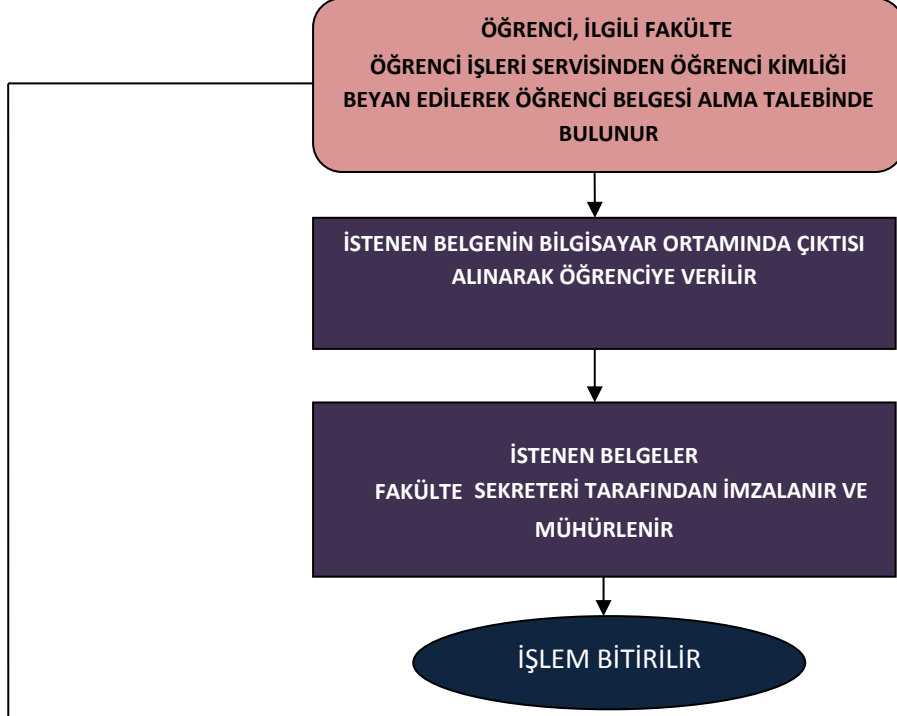 ÖĞRENCİ, İLGİLİ FAKÜLTE
ÖĞRENCİ İŞLERİ SERVİSİNDEN ÖĞRENCİ KİMLİĞİ
BEYAN EDİLEREK ÖĞRENCİ BELGESİ ALMA TALEBİNDE
BULUNUR
İSTENEN BELGENİN BİLGİSAYAR ORTAMINDA ÇIKTISI
ALINARAK ÖĞRENCİYE VERİLİR
İSTENEN BELGELER
FAKÜLTE SEKRETERİ TARAFINDAN İMZALANIR VE
MÜHÜRLENİR
İŞLEM BİTİRİLİR